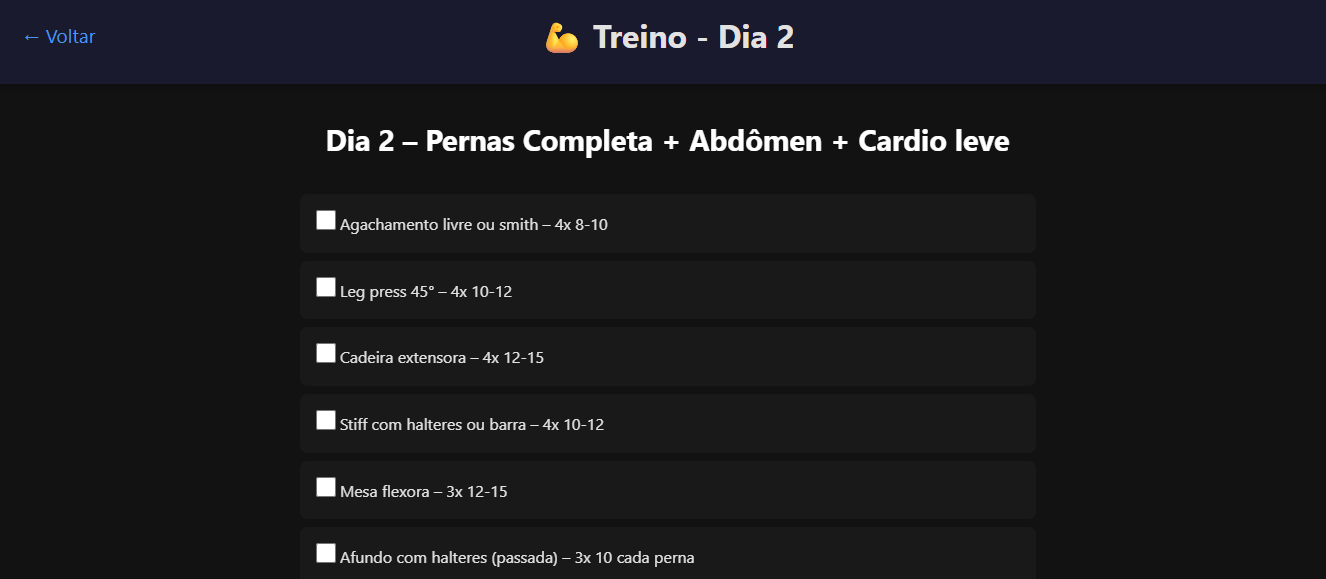 ← Voltar
💪 Treino - Dia 2
Dia 2 – Pernas Completa + Abdômen + Cardio leve
Agachamento livre ou smith – 4x 8-10
Leg press 45° – 4x 10-12
Cadeira extensora – 4x 12-15
Stiff com halteres ou barra – 4x 10-12
Mesa flexora – 3x 12-15
Afundo com halteres (passada) – 3x 10 cada perna